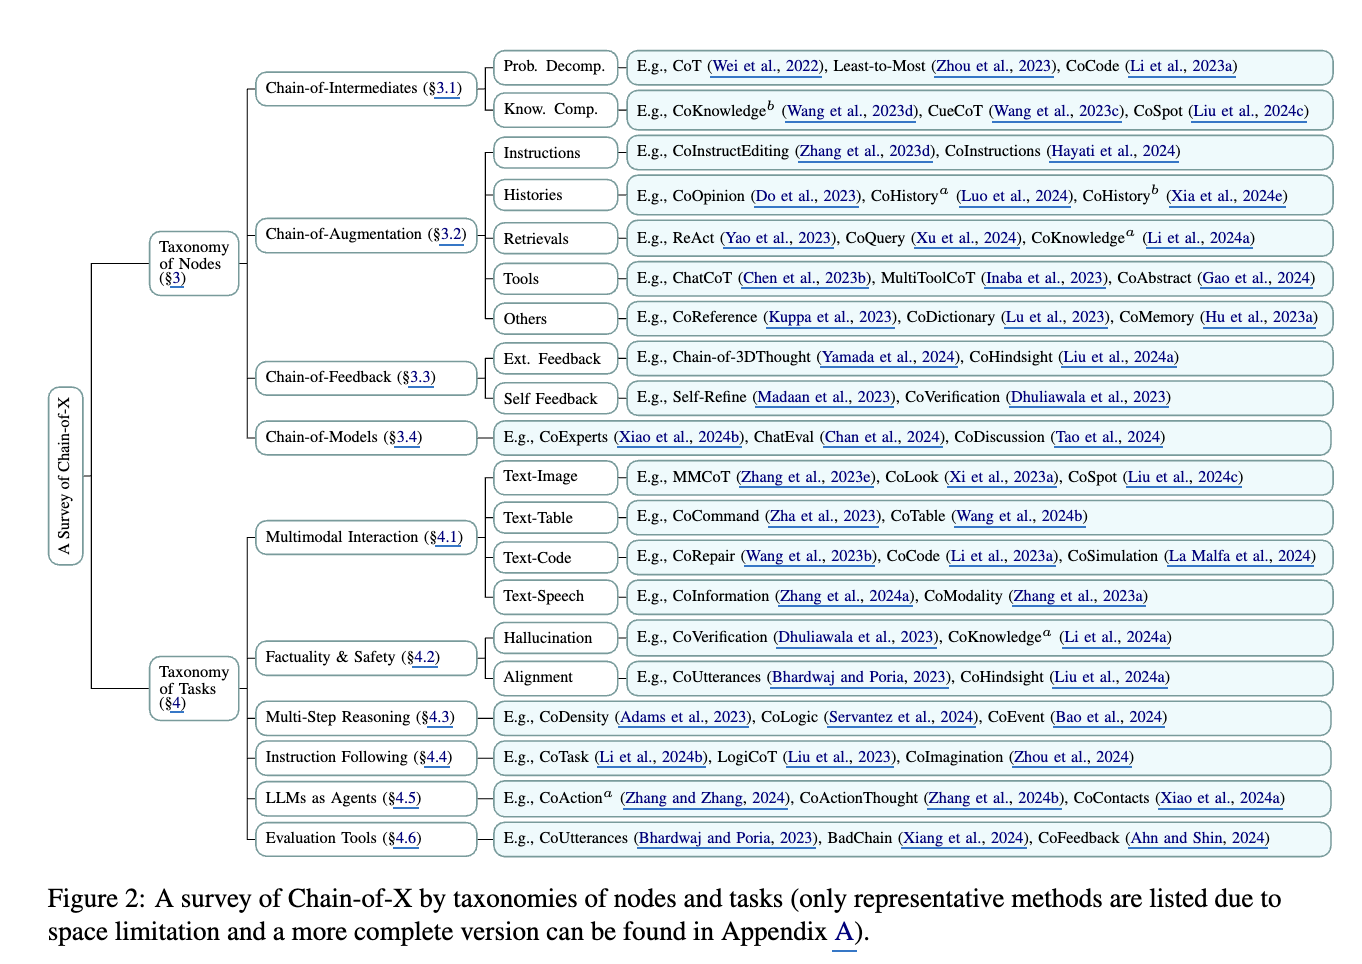 A Survey of Chain-of-X
Taxonomy
of Nodes
(§3)
Chain-of-Intermediates (§3.1)
Prob. Decomp.
E.g., CoT (Wei et al., 2022), Least-to-Most (Zhou et al., 2023), CoCode (Li et al., 2023a)
Know. Comp.
E.g., CoKnowledge^b (Wang et al., 2023d), CueCoT (Wang et al., 2023c), CoSpot (Liu et al., 2024c)
Chain-of-Augmentation (§3.2)
Instructions
E.g., CoInstructEditing (Zhang et al., 2023d), CoInstructions (Hayati et al., 2024)
Histories
E.g., CoOpinion (Do et al., 2023), CoHistory^a (Luo et al., 2024), CoHistory^b (Xia et al., 2024e)
Retrievals
E.g., ReAct (Yao et al., 2023), CoQuery (Xu et al., 2024), CoKnowledge^a (Li et al., 2024a)
Tools
E.g., ChatCoT (Chen et al., 2023b), MultiToolCoT (Inaba et al., 2023), CoAbstract (Gao et al., 2024)
Others
E.g., CoReference (Kuppa et al., 2023), CoDictionary (Lu et al., 2023), CoMemory (Hu et al., 2023a)
Chain-of-Feedback (§3.3)
Ext. Feedback
E.g., Chain-of-3DThought (Yamada et al., 2024), CoHindsight (Liu et al., 2024a)
Self Feedback
E.g., Self-Refine (Madaan et al., 2023), CoVerification (Dhuliawala et al., 2023)
Chain-of-Models (§3.4)
E.g., CoExperts (Xiao et al., 2024b), ChatEval (Chan et al., 2024), CoDiscussion (Tao et al., 2024)
Taxonomy
of Tasks
(§4)
Multimodal Interaction (§4.1)
Text-Image
E.g., MMCoT (Zhang et al., 2023e), CoLook (Xi et al., 2023a), CoSpot (Liu et al., 2024c)
Text-Table
E.g., CoCommand (Zha et al., 2023), CoTable (Wang et al., 2024b)
Text-Code
E.g., CoRepair (Wang et al., 2023b), CoCode (Li et al., 2023a), CoSimulation (La Malfa et al., 2024)
Text-Speech
E.g., CoInformation (Zhang et al., 2024a), CoModality (Zhang et al., 2023a)
Factuality & Safety (§4.2)
Hallucination
E.g., CoVerification (Dhuliawala et al., 2023), CoKnowledge^a (Li et al., 2024a)
Alignment
E.g., CoUtterances (Bhardwaj and Poria, 2023), CoHindsight (Liu et al., 2024a)
Multi-Step Reasoning (§4.3)
E.g., CoDensity (Adams et al., 2023), CoLogic (Servantez et al., 2024), CoEvent (Bao et al., 2024)
Instruction Following (§4.4)
E.g., CoTask (Li et al., 2024b), LogiCoT (Liu et al., 2023), CoImagination (Zhou et al., 2024)
LLMs as Agents (§4.5)
E.g., CoAction^a (Zhang and Zhang, 2024), CoActionThought (Zhang et al., 2024b), CoContacts (Xiao et al., 2024a)
Evaluation Tools (§4.6)
E.g., CoUtterances (Bhardwaj and Poria, 2023), BadChain (Xiang et al., 2024), CoFeedback (Ahn and Shin, 2024)
Figure 2: A survey of Chain-of-X by taxonomies of nodes and tasks (only representative methods are listed due to
space limitation and a more complete version can be found in Appendix A).